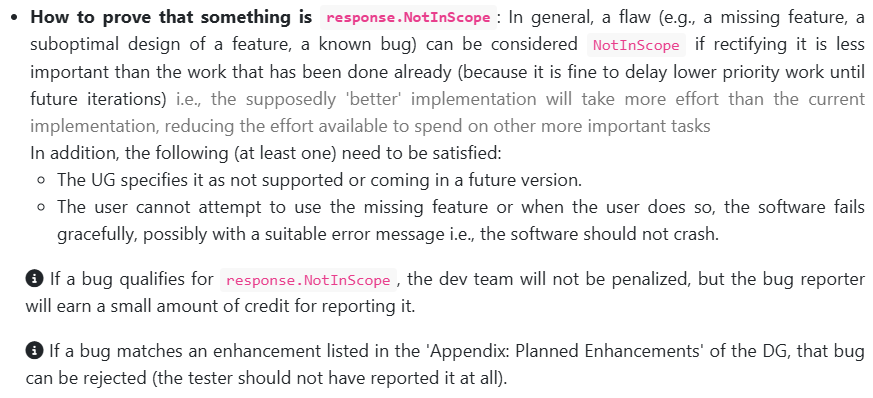 • How to prove that something is response.NotInScope: In general, a flaw (e.g., a missing feature, a
suboptimal design of a feature, a known bug) can be considered NotInScope if rectifying it is less
important than the work that has been done already (because it is fine to delay lower priority work until
future iterations) i.e., the supposedly 'better' implementation will take more effort than the current
implementation, reducing the effort available to spend on other more important tasks
In addition, the following (at least one) need to be satisfied:
◦ The UG specifies it as not supported or coming in a future version.
◦ The user cannot attempt to use the missing feature or when the user does so, the software fails
gracefully, possibly with a suitable error message i.e., the software should not crash.
If a bug qualifies for response.NotInScope, the dev team will not be penalized, but the bug reporter
will earn a small amount of credit for reporting it.
If a bug matches an enhancement listed in the 'Appendix: Planned Enhancements' of the DG, that bug
can be rejected (the tester should not have reported it at all).